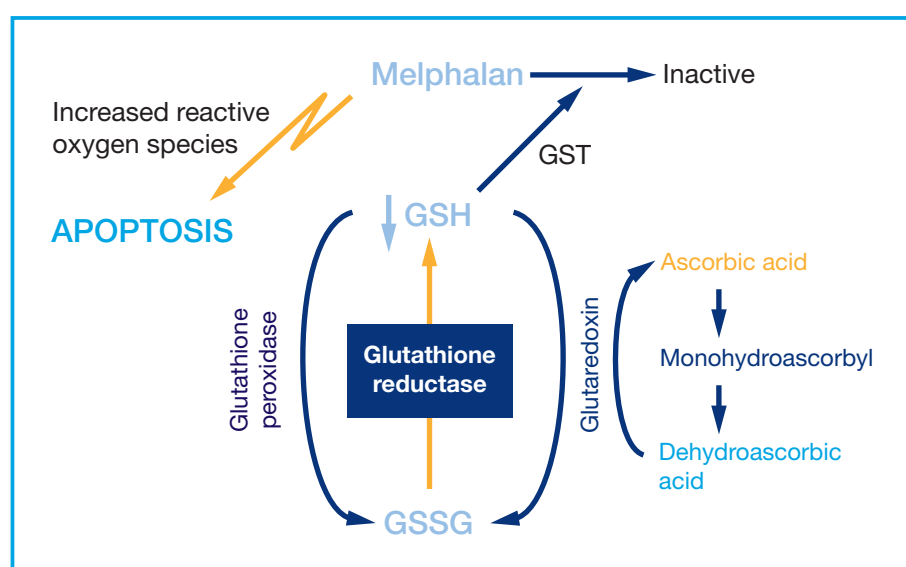 Melphalan
Inactive
Increased reactive
oxygen species
GST
APOPTOSIS
GSH
Ascorbic acid
Glutathione
peroxidase
Glutathione
reductase
Glutaredoxin
Monohydroascorbyl
Dehydroascorbic
acid
GSSG